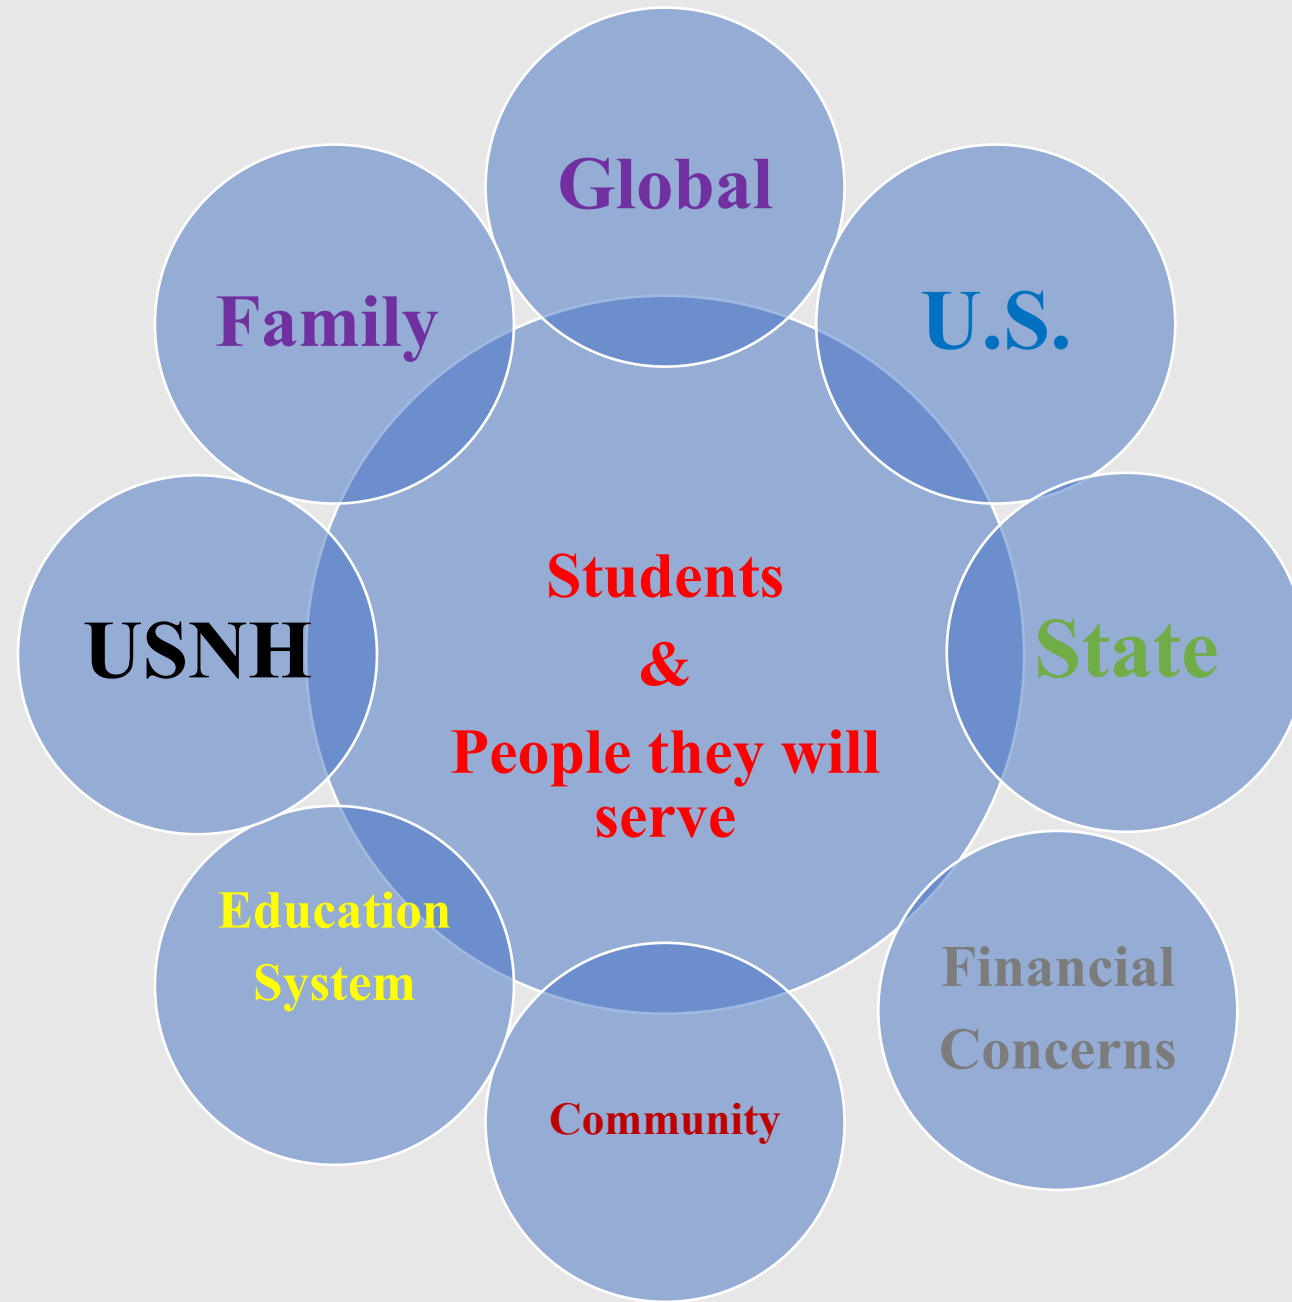 Global
Family
U.S.
Students
&
People they will
serve
USNH
State
Education
System
Financial
Concerns
Community